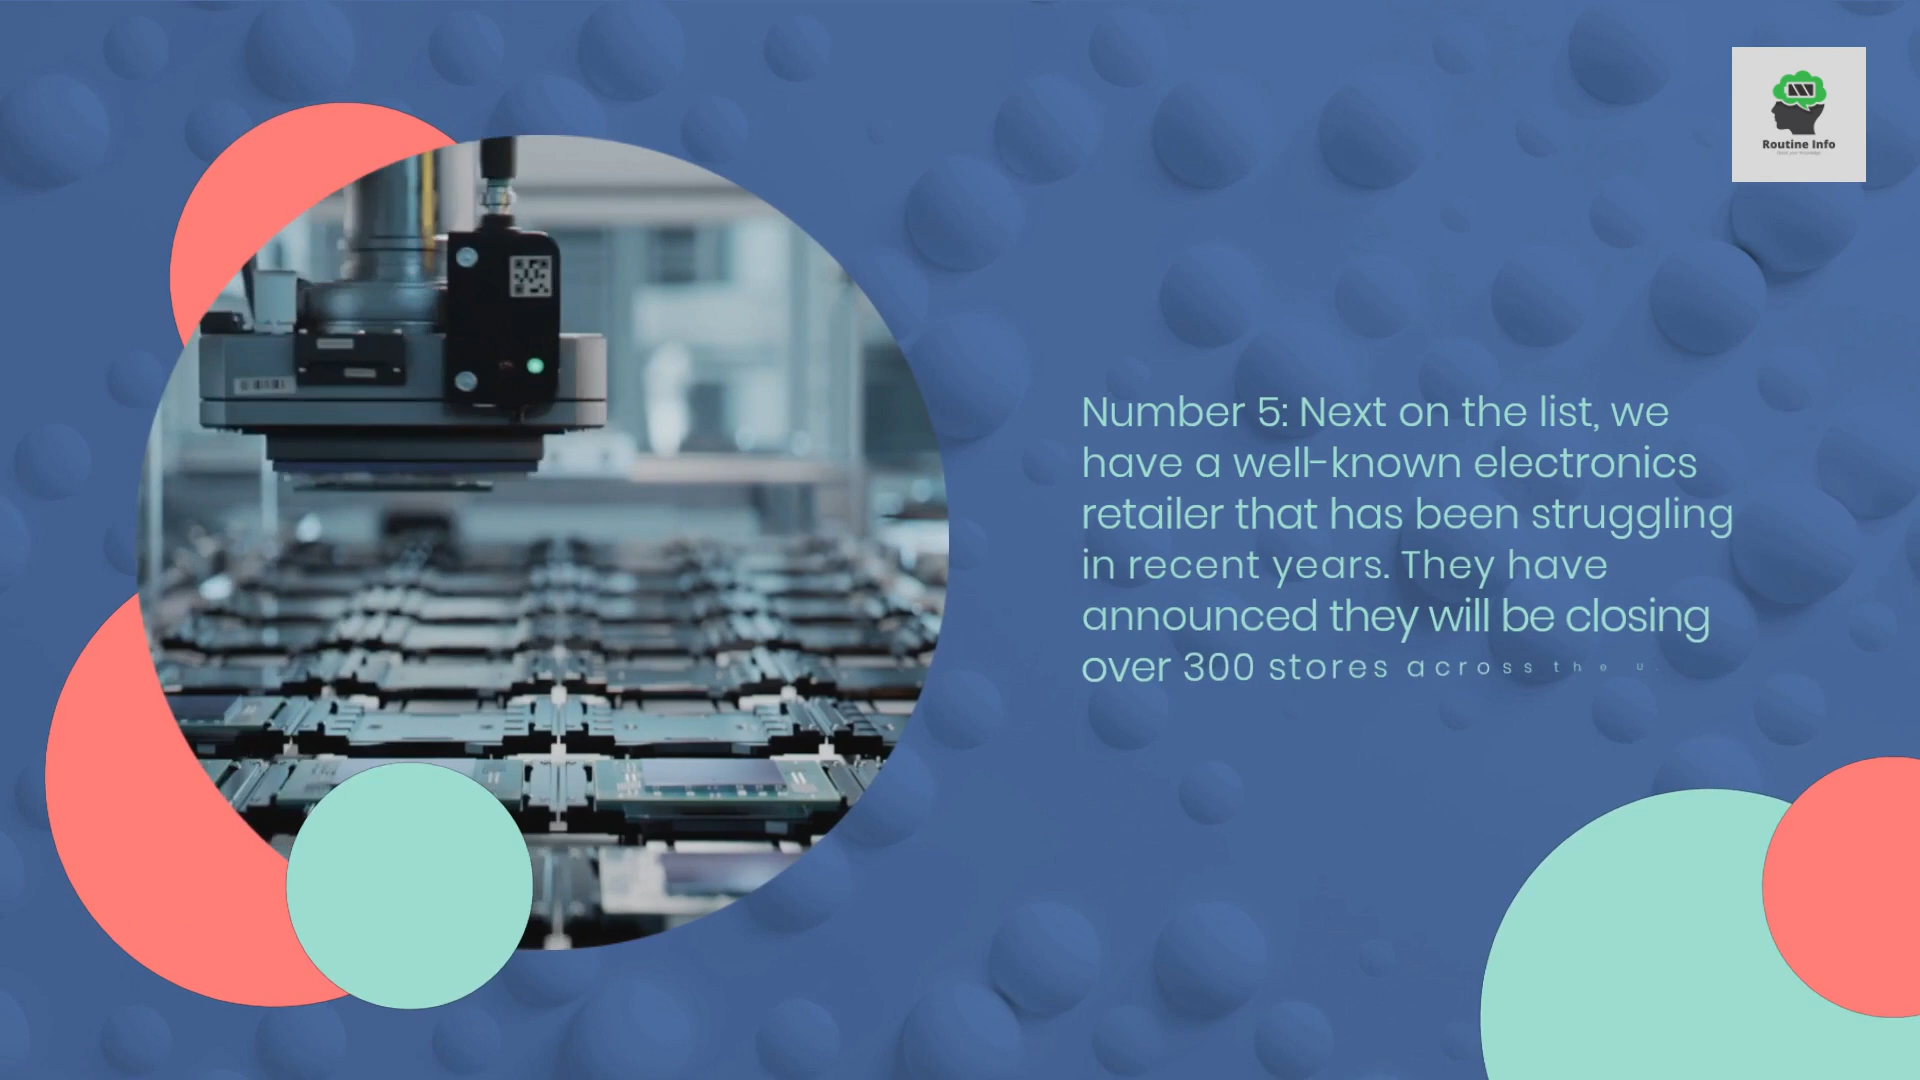 Routine Info
Number 5: Next on the list, we
have a well-known electronics
retailer that has been struggling
in recent years. They have
announced they will be closing
over 300 stores across the u.